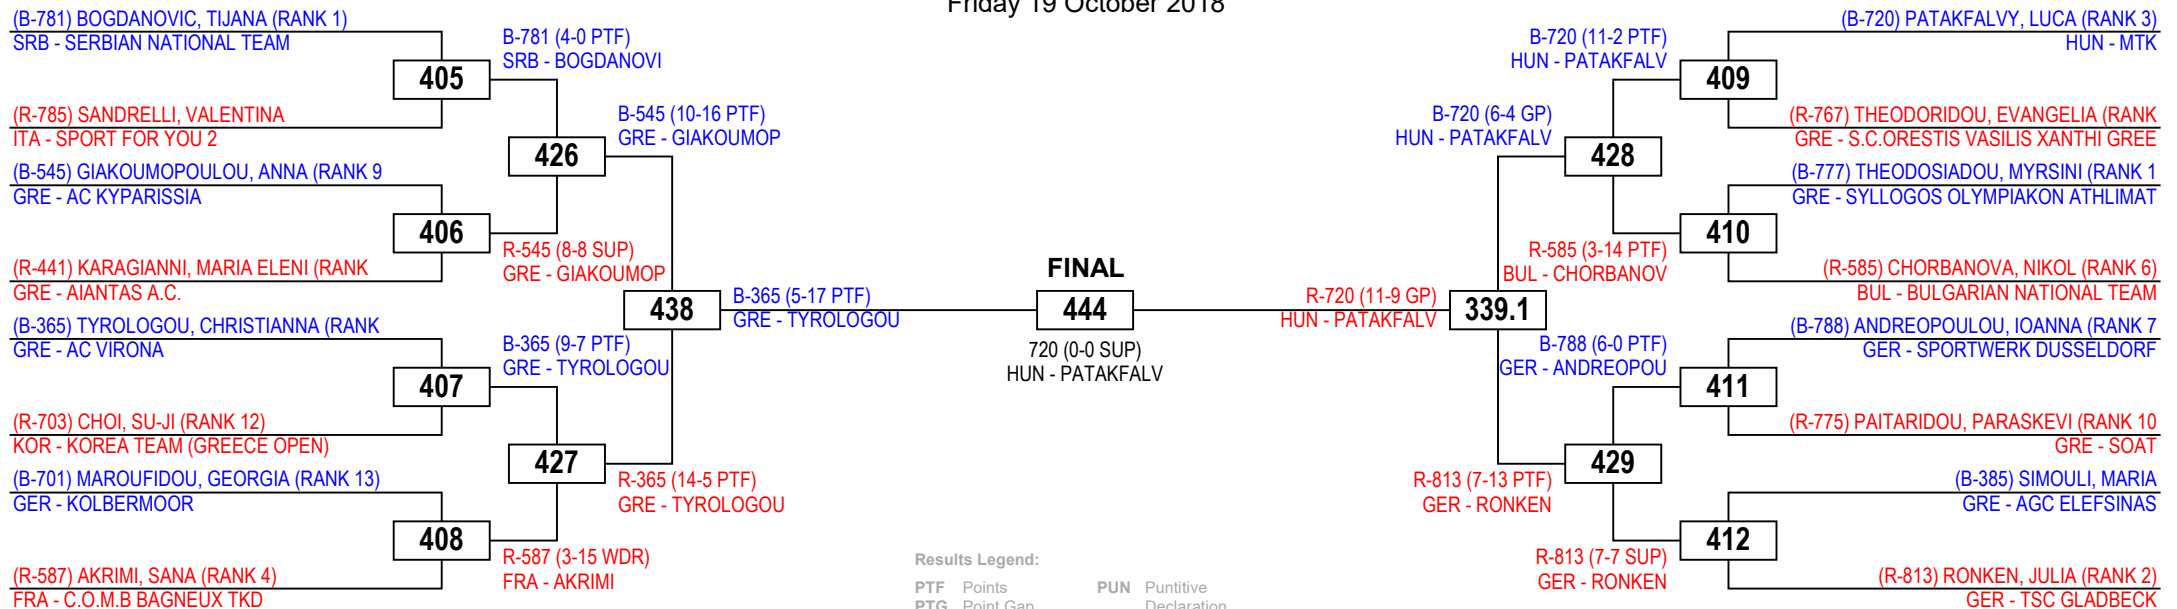 Friday 19 October 2018
(B-781) BOGDANOVIC, TIJANA (RANK 1)
SRB - SERBIAN NATIONAL TEAM
405
(R-785) SANDRELLI, VALENTINA
ITA - SPORT FOR YOU 2
(B-545) GIAKOUMOPOULOU, ANNA (RANK 9
GRE - AC KYPARISSIA
406
(R-441) KARAGIANNI, MARIA ELENI (RANK
GRE - AIANTAS A.C.
(B-365) TYROLOGOU, CHRISTIANNA (RANK
GRE - AC VIRONA
407
(R-703) CHOI, SU-JI (RANK 12)
KOR - KOREA TEAM (GREECE OPEN)
(B-701) MAROUFIDOU, GEORGIA (RANK 13)
GER - KOLBERMOOR
408
(R-587) AKRIMI, SANA (RANK 4)
FRA - C.O.M.B BAGNEUX TKD
B-781 (4-0 PTF)
SRB - BOGDANOVI
426
R-545 (8-8 SUP)
GRE - GIAKOUMOP
B-365 (9-7 PTF)
GRE - TYROLOGOU
427
R-587 (3-15 WDR)
FRA - AKRIMI
B-545 (10-16 PTF)
GRE - GIAKOUMOP
438
R-365 (14-5 PTF)
GRE - TYROLOGOU
B-365 (5-17 PTF)
GRE - TYROLOGOU
FINAL
444
720 (0-0 SUP)
HUN - PATAKFALV
R-720 (11-9 GP)
HUN - PATAKFALV
339.1
B-720 (6-4 GP)
HUN - PATAKFALV
R-813 (7-13 PTF)
GER - RONKEN
B-720 (11-2 PTF)
HUN - PATAKFALV
428
R-585 (3-14 PTF)
BUL - CHORBANOV
B-788 (6-0 PTF)
GER - ANDREOPOU
429
R-813 (7-7 SUP)
GER - RONKEN
(B-720) PATAKFALVY, LUCA (RANK 3)
HUN - MTK
409
(R-767) THEODORIDOU, EVANGELIA (RANK
GRE - S.C.ORESTIS VASILIS XANTHI GREE
(B-777) THEODOSIADOU, MYRSINI (RANK 1
GRE - SYLLOGOS OLYMPIAKON ATHLIMAT
410
(R-585) CHORBANOVA, NIKOL (RANK 6)
BUL - BULGARIAN NATIONAL TEAM
(B-788) ANDREOPOULOU, IOANNA (RANK 7
GER - SPORTWERK DUSSELDORF
411
(R-775) PAITARIDOU, PARASKEVI (RANK 10
GRE - SOAT
(B-385) SIMOULI, MARIA
GRE - AGC ELEFSINAS
412
(R-813) RONKEN, JULIA (RANK 2)
GER - TSC GLADBECK
Results Legend:
PTF Points PUN Puntitive
PTG Point Gap Declaration